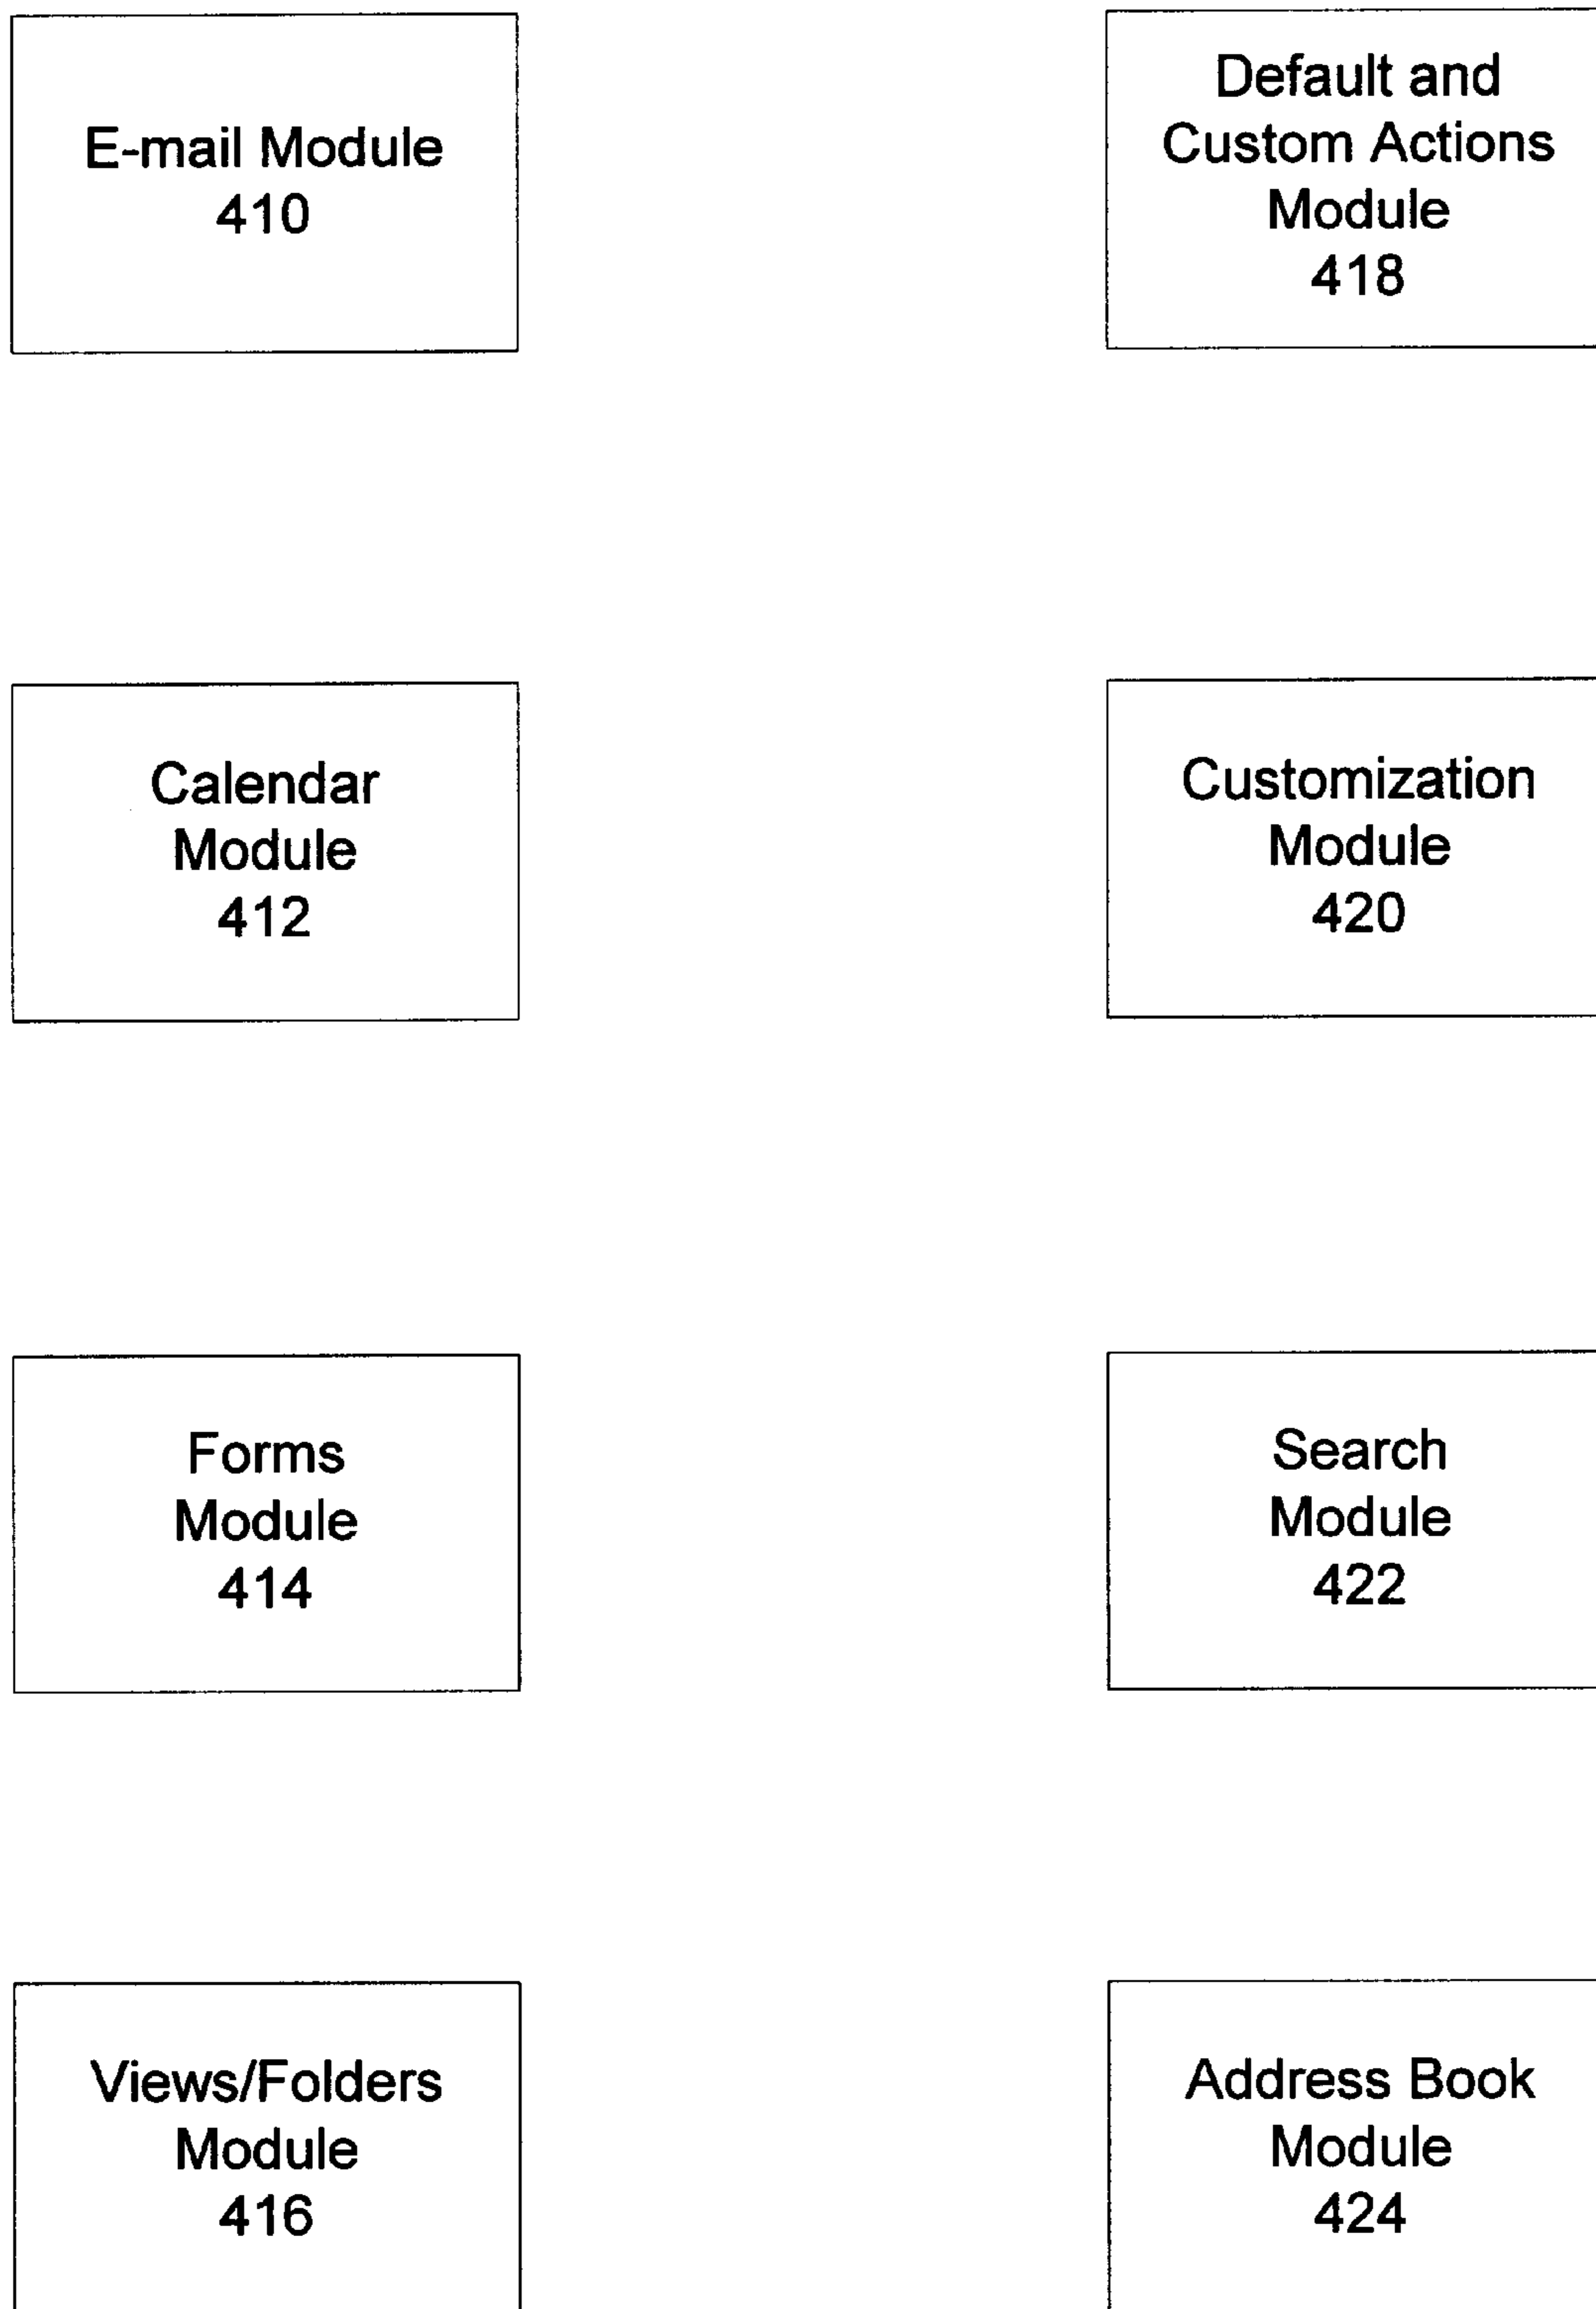 E-mail Module
410
Default and
Custom Actions
Module
418
Calendar
Module
412
Customization
Module
420
Forms
Module
414
Search
Module
422
Views/Folders
Module
416
Address Book
Module
424